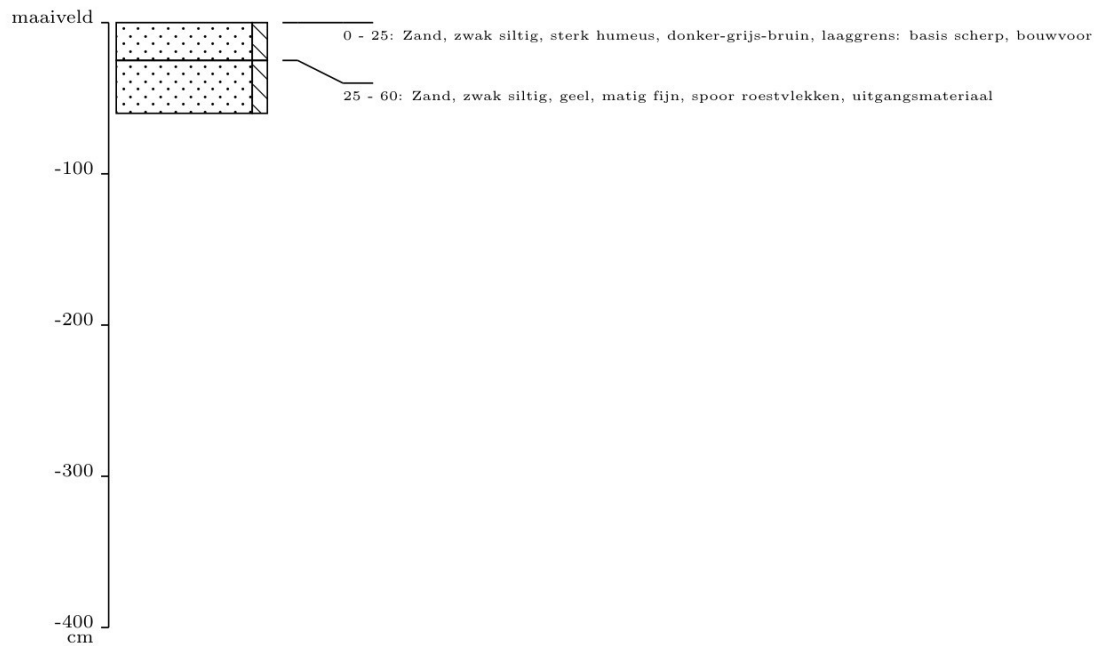 maaiveld
0 - 25: Zand, zwak siltig, sterk humeus, donker-grijs-bruin, laaggrens: basis scherp, bouwvoor
25 - 60: Zand, zwak siltig, geel, matig fijn, spoor roestvlekken, uitgangsmateriaal
-100
-200
-300
-400
cm